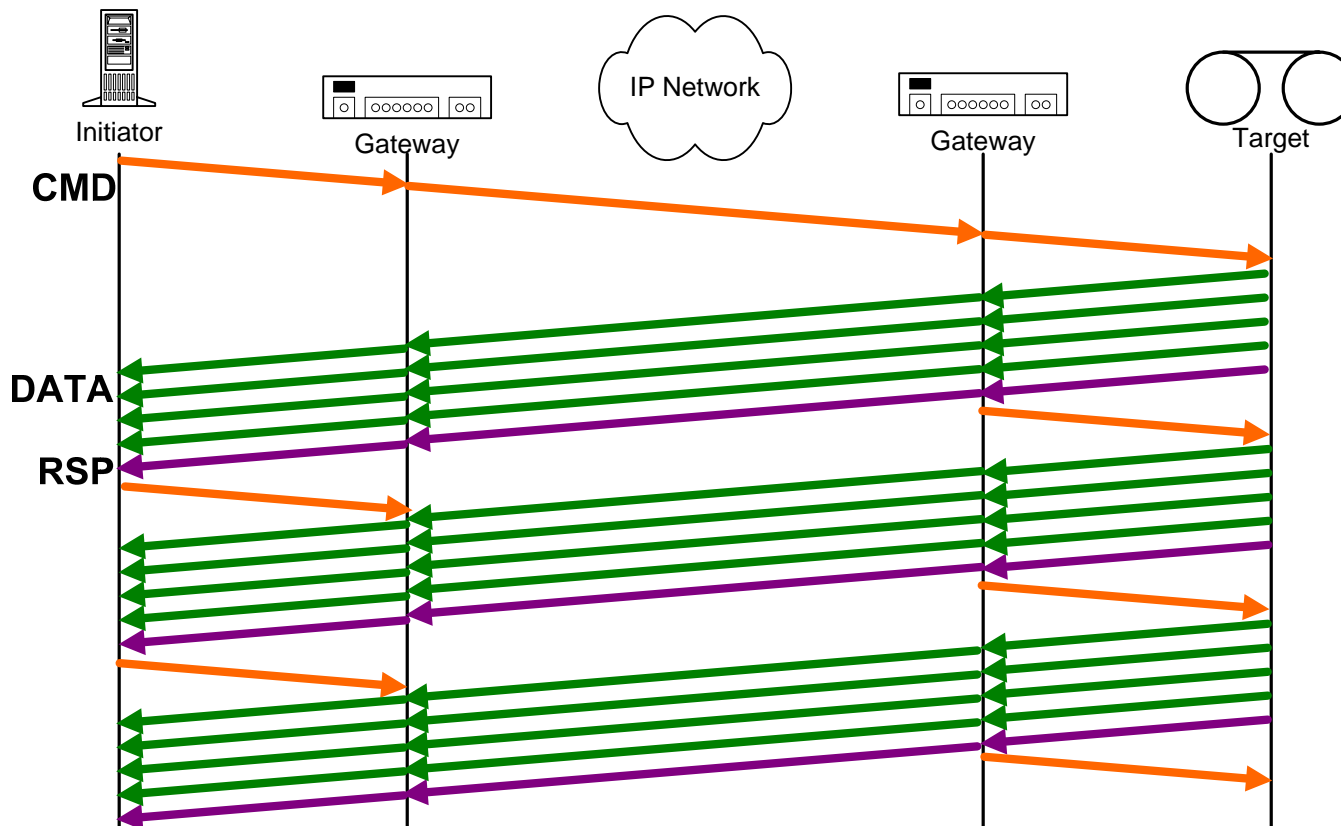 Initiator
Gateway
IP Network
Gateway
Target
CMD
DATA
RSP